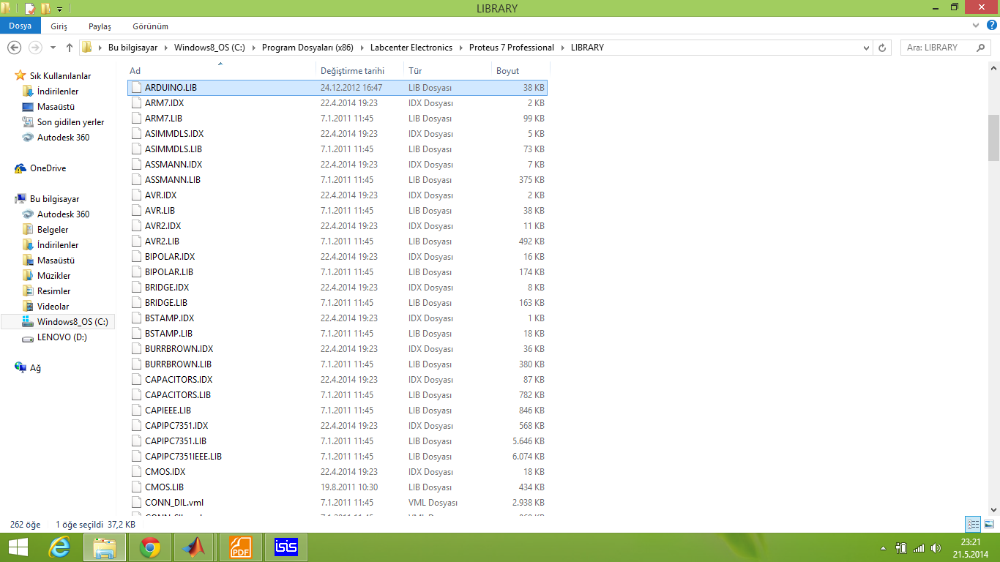 LIBRARY
Dosya Giriş Paylaş Görünüm
Bu bilgisayar Windows8_OS (C:) Program Dosyaları (x86) Labcenter Electronics Proteus 7 Professional LIBRARY Ara: LIBRARY
Sık Kullanılanlar
İndirilenler
Masaüstü
Son gidilen yerler
Autodesk 360
OneDrive
Bu bilgisayar
Autodesk 360
Belgeler
İndirilenler
Masaüstü
Müzikler
Resimler
Videolar
Windows8_OS (C:)
LENOVO (D:)
Ağ
Ad Değiştirme tarihi Tür Boyut
ARDUINO.LIB 24.12.2012 16:47 LIB Dosyası 38 KB
ARM7.IDX 22.4.2014 19:23 IDX Dosyası 2 KB
ARM7.LIB 7.1.2011 11:45 LIB Dosyası 99 KB
ASIMMDLS.IDX 22.4.2014 19:23 IDX Dosyası 5 KB
ASIMMDLS.LIB 7.1.2011 11:45 LIB Dosyası 73 KB
ASSMANN.IDX 22.4.2014 19:23 IDX Dosyası 7 KB
ASSMANN.LIB 7.1.2011 11:45 LIB Dosyası 375 KB
AVR.IDX 22.4.2014 19:23 IDX Dosyası 2 KB
AVR.LIB 7.1.2011 11:45 LIB Dosyası 38 KB
AVR2.IDX 22.4.2014 19:23 IDX Dosyası 11 KB
AVR2.LIB 7.1.2011 11:45 LIB Dosyası 492 KB
BIPOLAR.IDX 22.4.2014 19:23 IDX Dosyası 16 KB
BIPOLAR.LIB 7.1.2011 11:45 LIB Dosyası 174 KB
BRIDGE.IDX 22.4.2014 19:23 IDX Dosyası 8 KB
BRIDGE.LIB 7.1.2011 11:45 LIB Dosyası 163 KB
BSTAMP.IDX 22.4.2014 19:23 IDX Dosyası 1 KB
BSTAMP.LIB 7.1.2011 11:45 LIB Dosyası 18 KB
BURRBROWN.IDX 22.4.2014 19:23 IDX Dosyası 36 KB
BURRBROWN.LIB 7.1.2011 11:45 LIB Dosyası 380 KB
CAPACITORS.IDX 22.4.2014 19:23 IDX Dosyası 87 KB
CAPACITORS.LIB 7.1.2011 11:45 LIB Dosyası 782 KB
CAPIEEE.LIB 7.1.2011 11:45 LIB Dosyası 846 KB
CAPIPC7351.IDX 22.4.2014 19:23 IDX Dosyası 568 KB
CAPIPC7351.LIB 7.1.2011 11:45 LIB Dosyası 5.646 KB
CAPIPC7351IEEE.LIB 7.1.2011 11:45 LIB Dosyası 6.074 KB
CMOS.IDX 22.4.2014 19:23 IDX Dosyası 18 KB
CMOS.LIB 19.8.2011 10:30 LIB Dosyası 434 KB
CONN_DIL.vml 7.1.2011 11:45 VML Dosyası 2.938 KB
262 öğe 1 öğe seçildi 37,2 KB
PDF
isis
23:21
21.5.2014